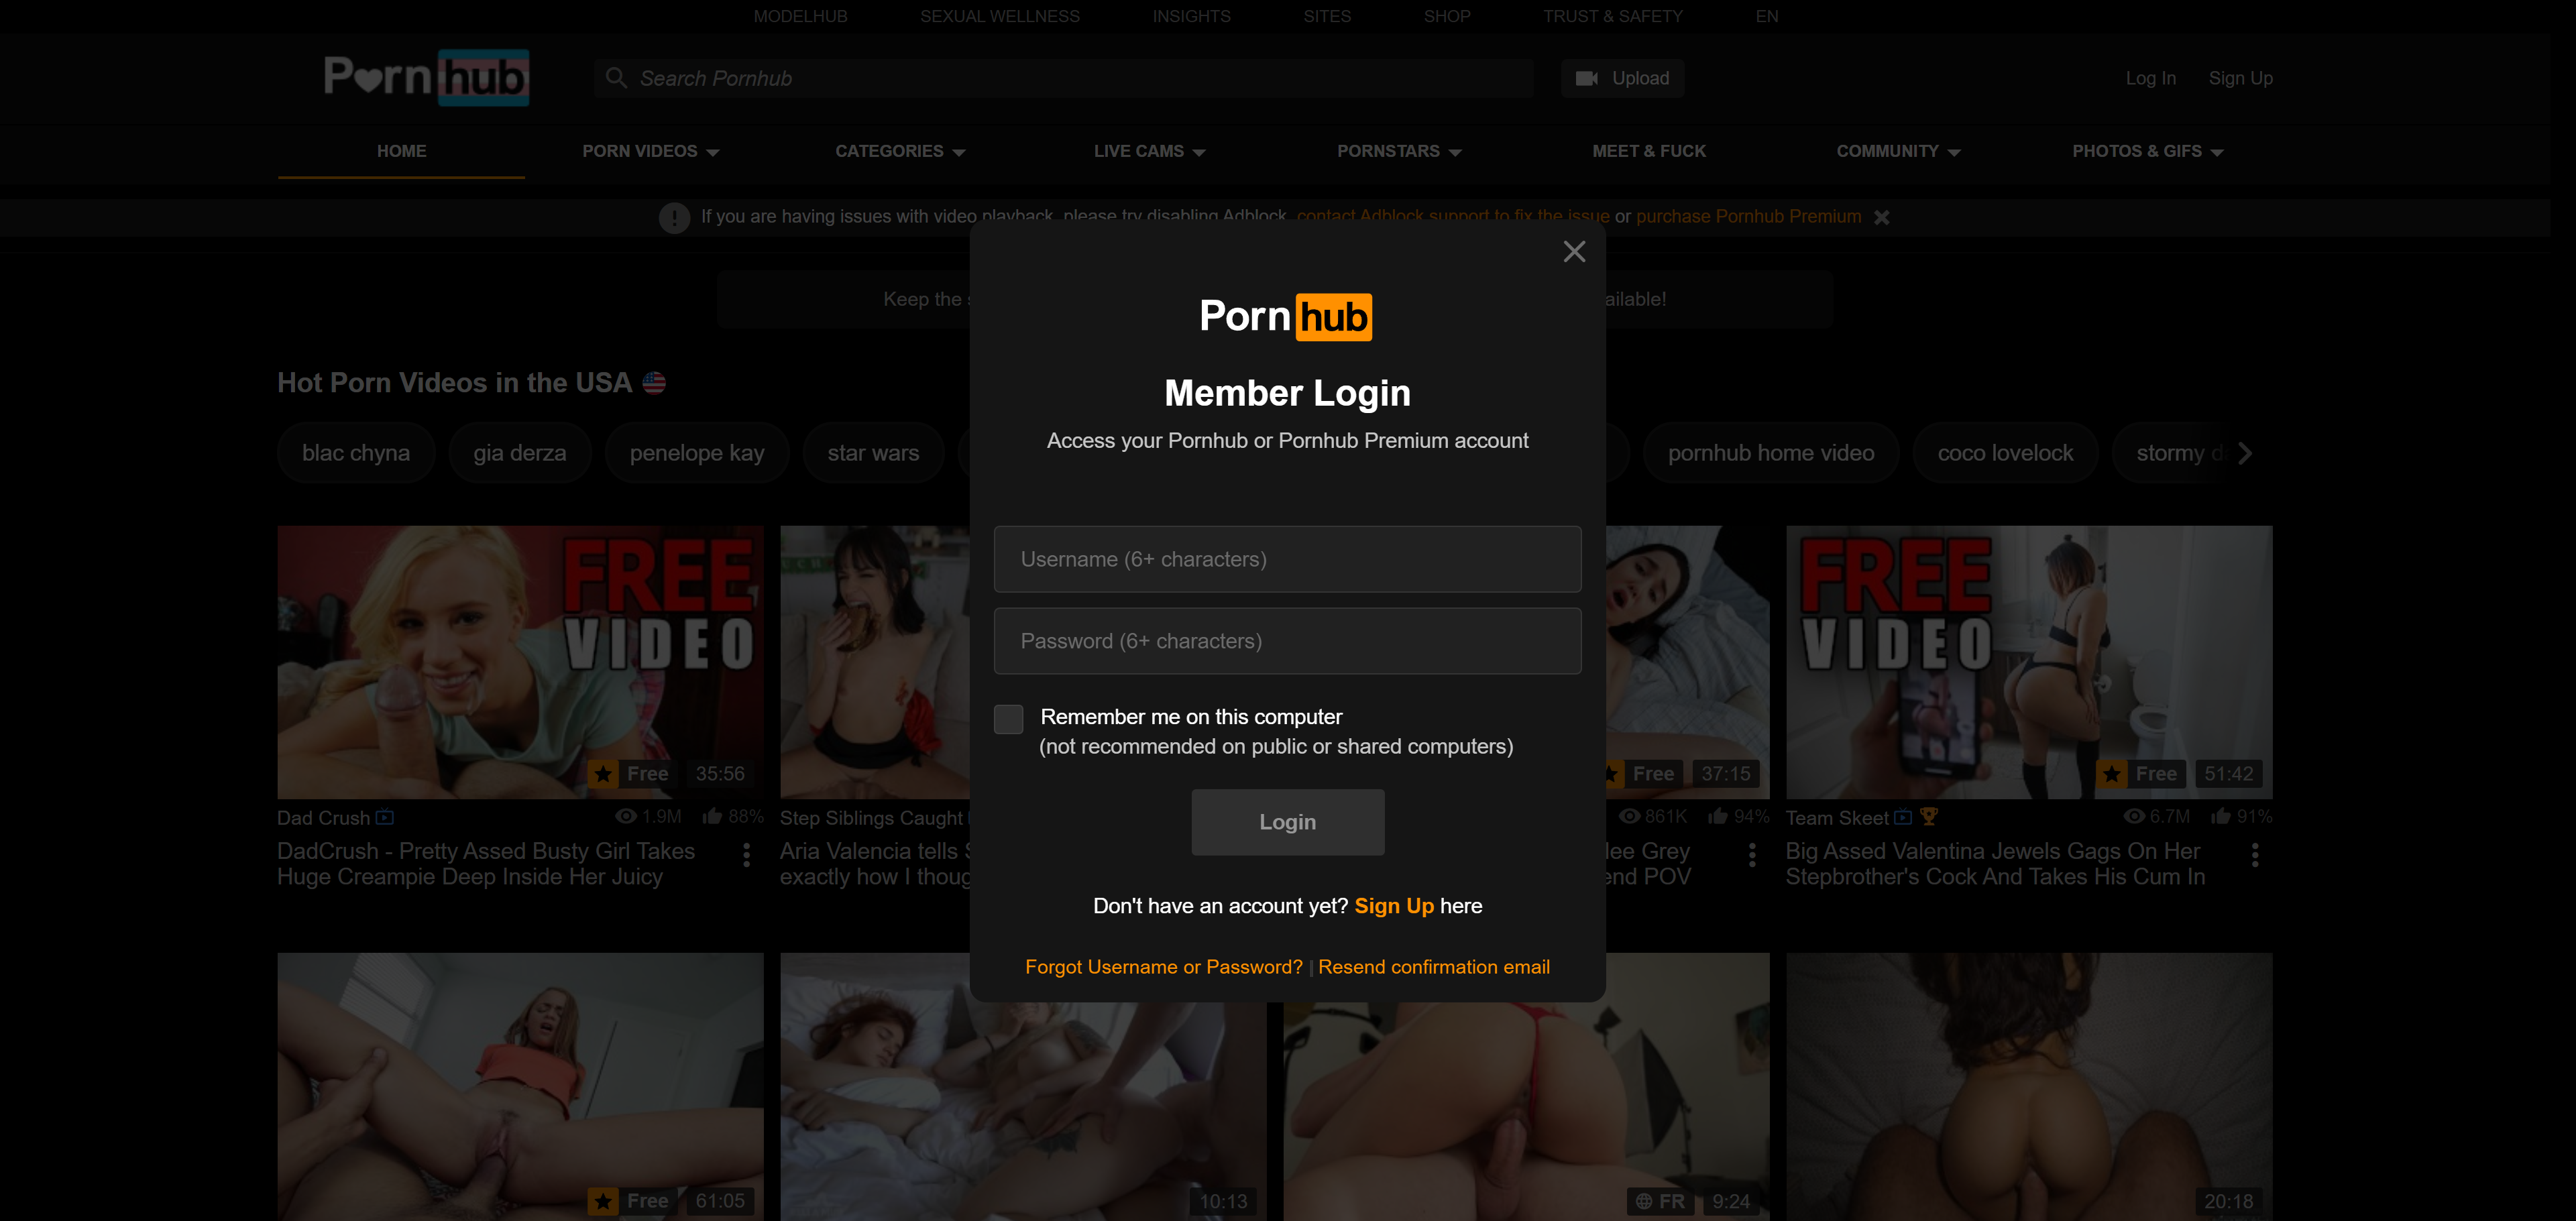 MODELHUB SEXUAL WELLNESS INSIGHTS SITES SHOP TRUST & SAFETY EN
Pornhub Search Pornhub Upload Log In Sign Up
HOME PORN VIDEOS CATEGORIES LIVE CAMS PORNSTARS MEET & FUCK COMMUNITY PHOTOS & GIFS
If you are having issues with video playback, please try disabling Adblock, contact Adblock support to fix the issue or purchase Pornhub Premium
Keep the
Hot Porn Videos in the USA
blac chyna gia derza penelope kay star wars pornhub home video coco lovelock stormy
Pornhub
Member Login
Access your Pornhub or Pornhub Premium account
Username (6+ characters)
Password (6+ characters)
Remember me on this computer
(not recommended on public or shared computers)
Login
Don't have an account yet? Sign Up here
Forgot Username or Password? | Resend confirmation email
FREE
VIDEO
Free 35:56
Dad Crush 1.9M 88%
DadCrush - Pretty Assed Busty Girl Takes
Huge Creampie Deep Inside Her Juicy
Step Siblings Caught
Aria Valencia tells
exactly how I
Free 37:15
861K 94%
Grey
POV
FREE
VIDEO
Free 51:42
Team Skeet 6.7M 91%
Big Assed Valentina Jewels Gags On Her
Stepbrother's Cock And Takes His Cum In
Free 61:05
10:13
FR 9:24
20:18